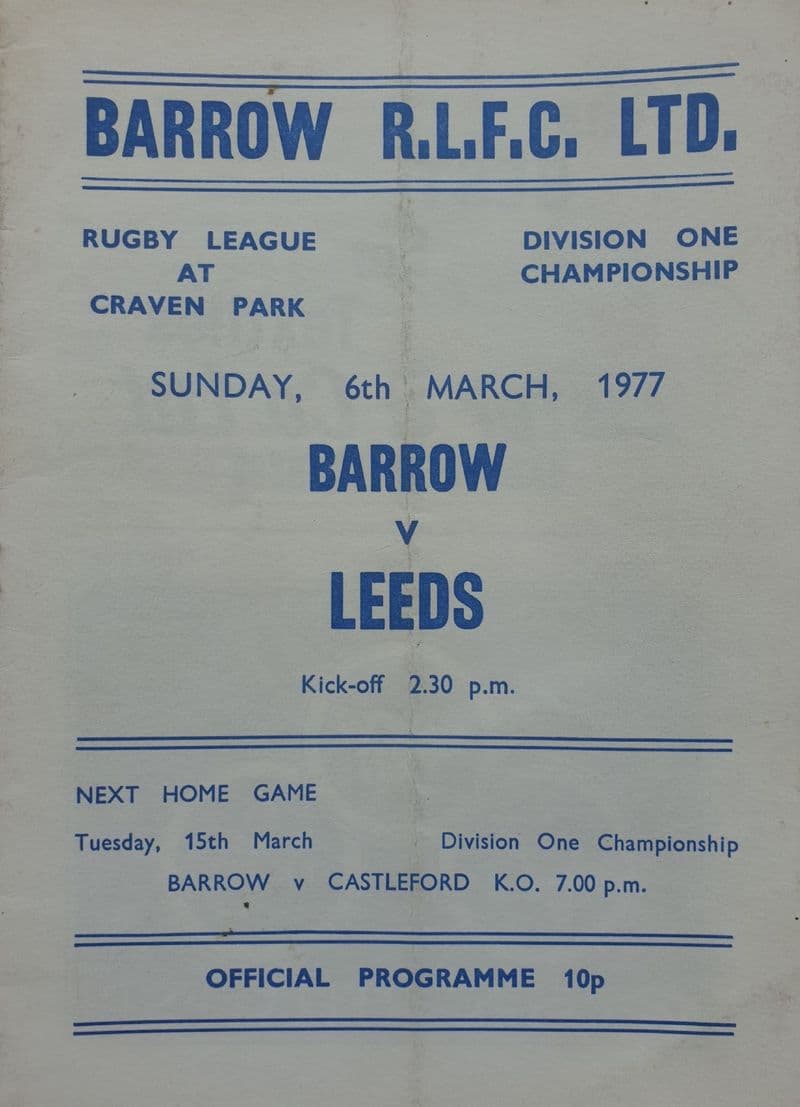 BARROW R.L.F.C. LTD.
RUGBY LEAGUE
AT
CRAVEN PARK
DIVISION ONE
CHAMPIONSHIP
SUNDAY, 6th MARCH, 1977
BARROW
v
LEEDS
Kick-off 2.30 p.m.
NEXT HOME GAME
Tuesday, 15th March Division One Championship
BARROW v CASTLEFORD K.O. 7.00 p.m.
OFFICIAL PROGRAMME 10p